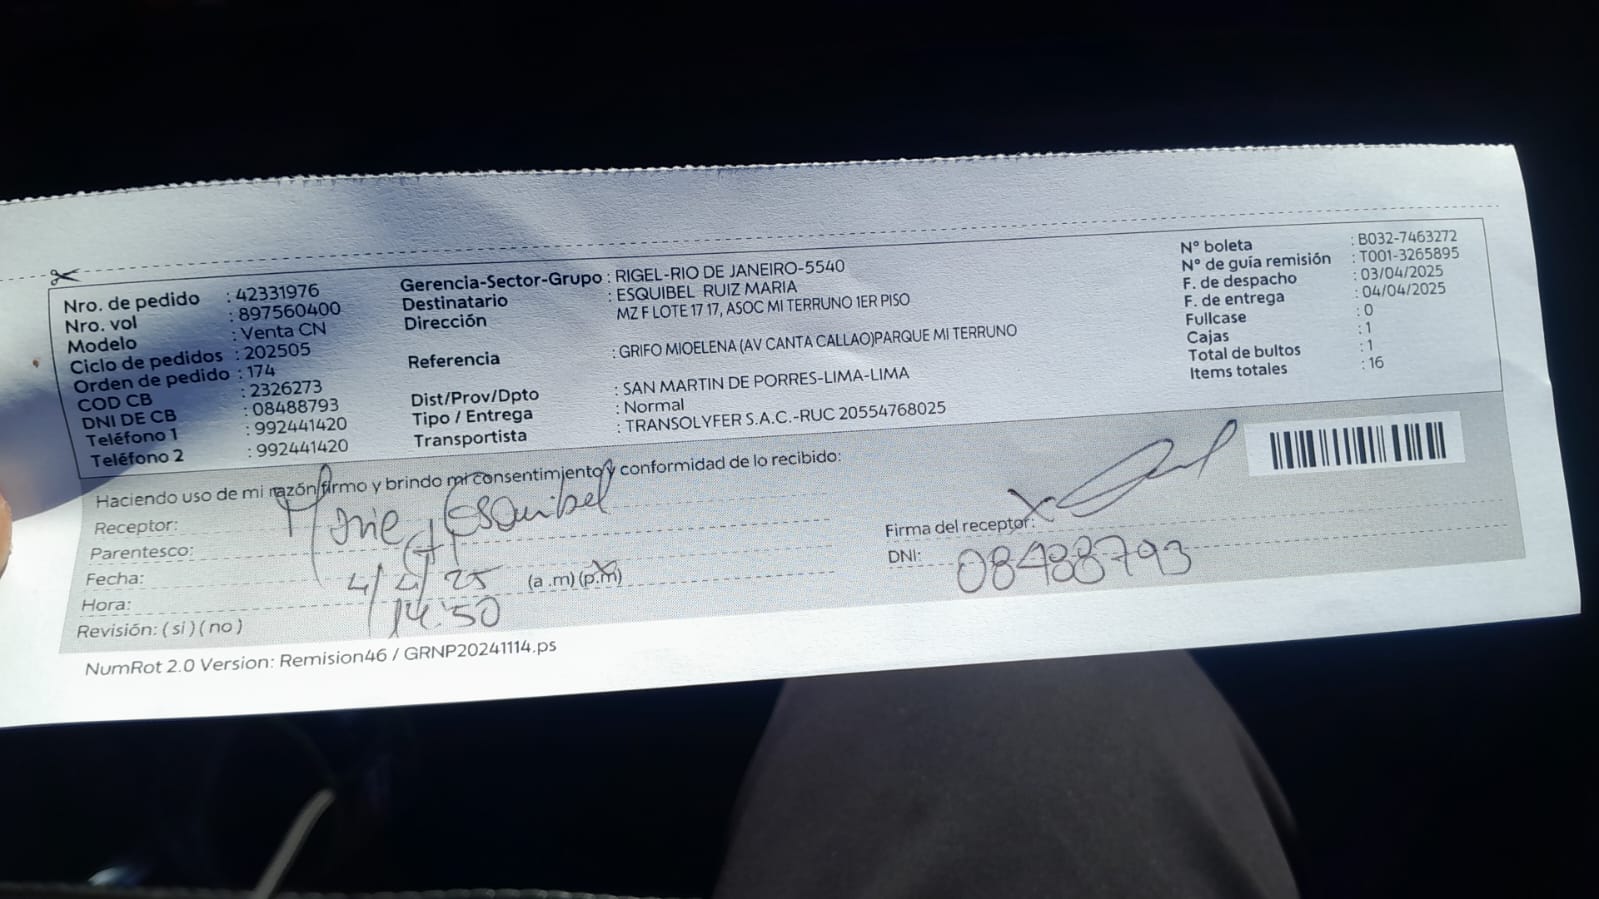 Nro. de pedido : 42331976
Nro. vol : 897560400
Modelo : Venta CN
Ciclo de pedidos : 202505
Orden de pedido : 174
COD CB : 2326273
DNI DE CB : 08488793
Teléfono 1 : 992441420
Teléfono 2 : 992441420
Gerencia-Sector-Grupo : RIGEL-RIO DE JANEIRO-5540
Destinatario : ESQUIBEL RUIZ MARIA
Dirección MZ F LOTE 17 17, ASOC MI TERRUNO 1ER PISO
Referencia : GRIFO MIOELENA (AV CANTA CALLAO)PARQUE MI TERRUNO
Dist/Prov/Dpto : SAN MARTIN DE PORRES-LIMA-LIMA
Tipo / Entrega : Normal
Transportista : TRANSOLYFER S.A.C.-RUC 20554768025
N° boleta : B032-7463272
N° de guía remisión : T001-3265895
F. de despacho : 03/04/2025
F. de entrega : 04/04/2025
Fullcase : 0
Cajas : 1
Total de bultos : 1
Items totales : 16
Haciendo uso de mi razón firmo y brindo mi consentimiento y conformidad de lo recibido:
Receptor: Esquibel
Parentesco:
Fecha: 4/4/25 (a .m) (p.m)
Hora: 14:50
Revisión: ( si ) ( no )
Firma del receptor:
DNI: 08488793
NumRot 2.0 Version: Remision46 / GRNP20241114.ps